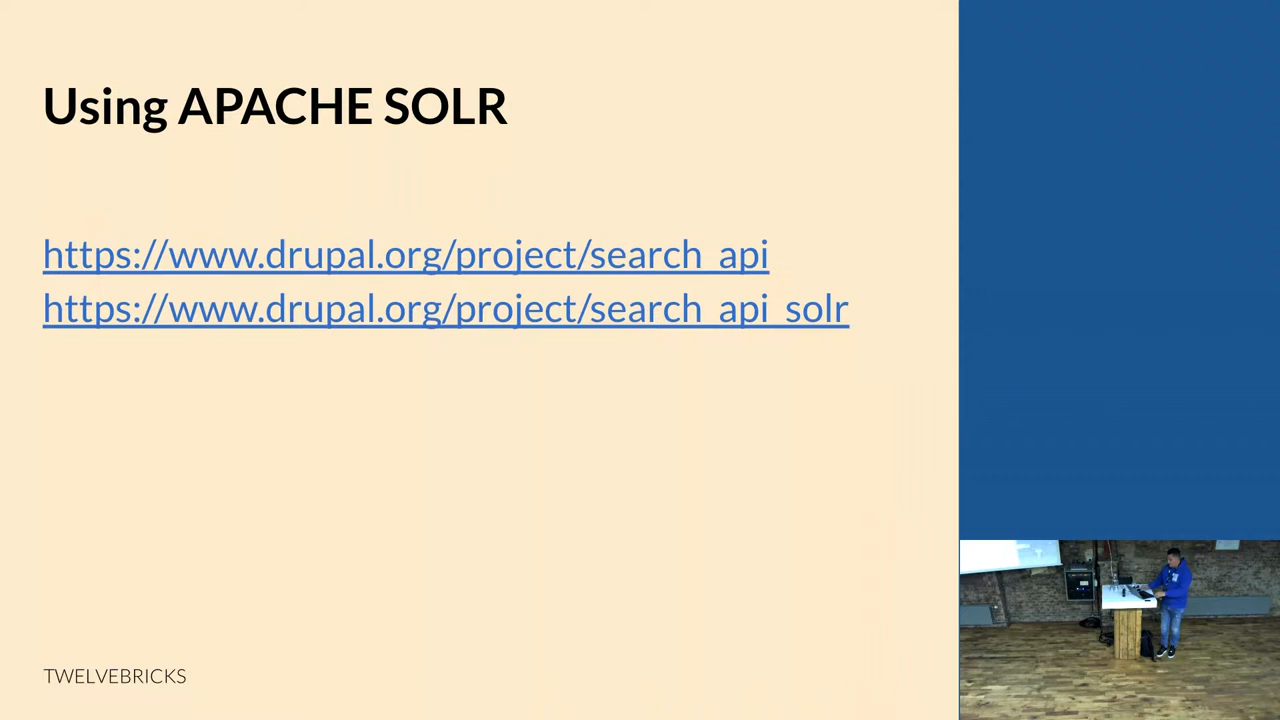 Using APACHE SOLR
https://www.drupal.org/project/search_api
https://www.drupal.org/project/search_api_solr
TWELVEBRICKS